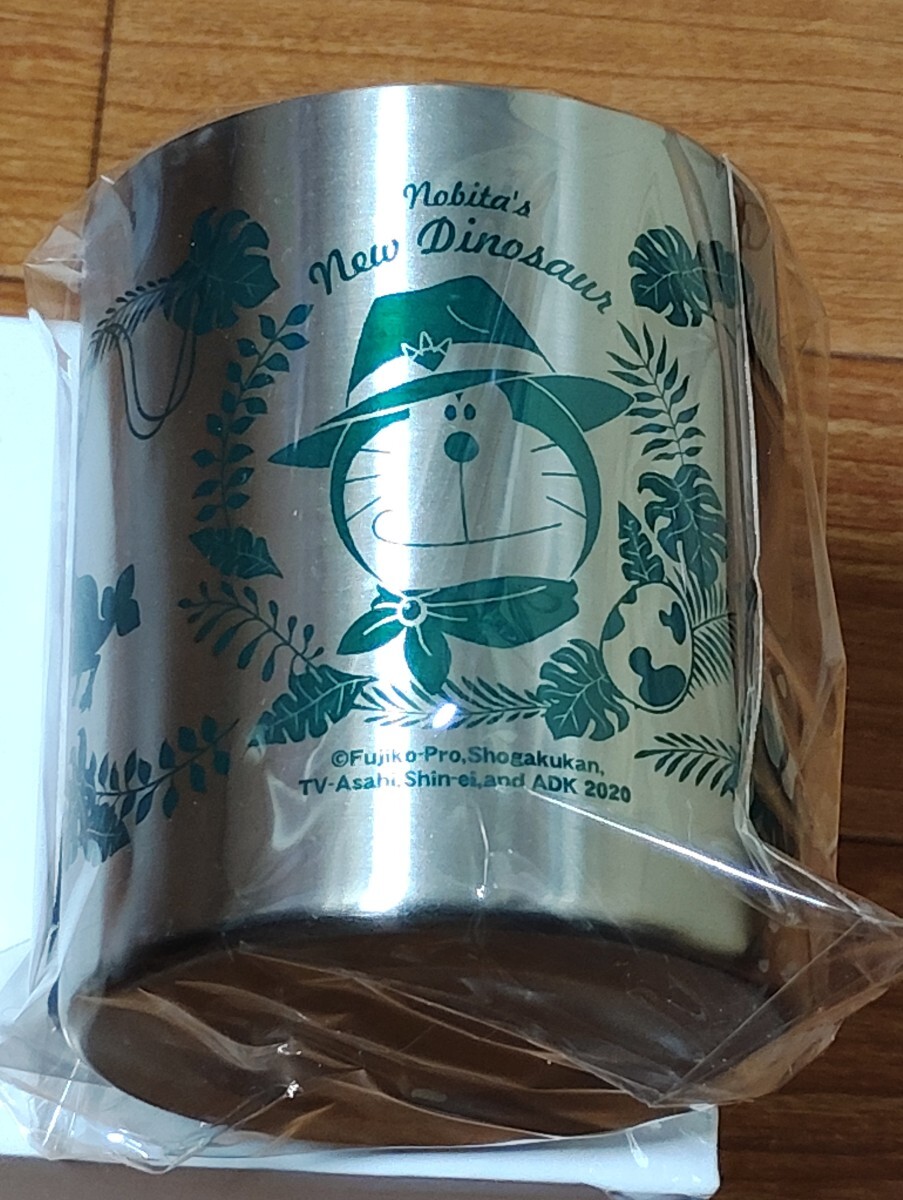 Nobita's
New Dinosaur
©Fujiko-Pro,Shogakukan,
TV-Asahi,Shin-ei,and ADK 2020